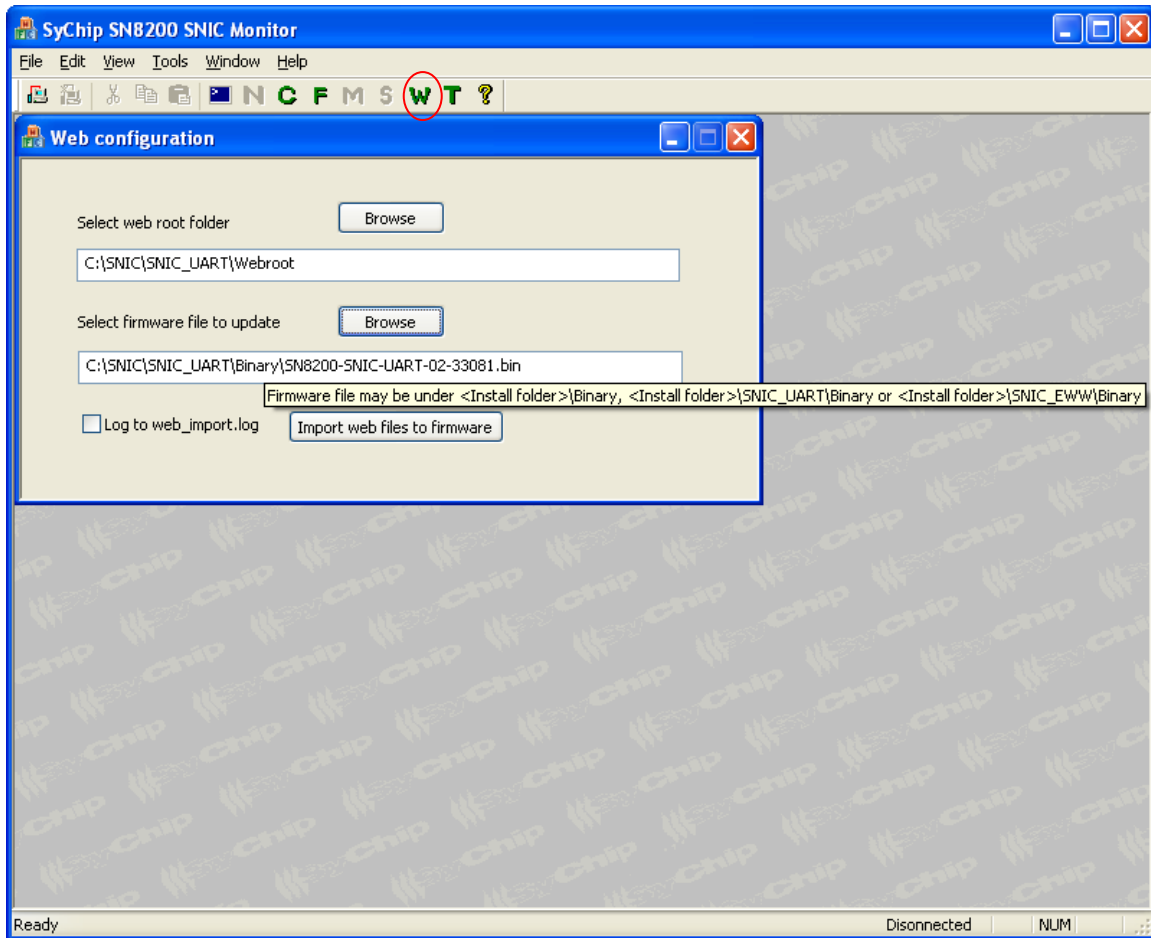 SyChip SN8200 SNIC Monitor
File Edit View Tools Window Help
N C F M S W T ?
Web configuration
Select web root folder Browse
C:\SNIC\SNIC_UART\Webroot
Select firmware file to update Browse
C:\SNIC\SNIC_UART\Binary\SN8200-SNIC-UART-02-33081.bin
Firmware file may be under <Install folder>\Binary, <Install folder>\SNIC_UART\Binary or <Install folder>\SNIC_EWW\Binary
Log to web_import.log Import web files to firmware
Ready Disonnected NUM